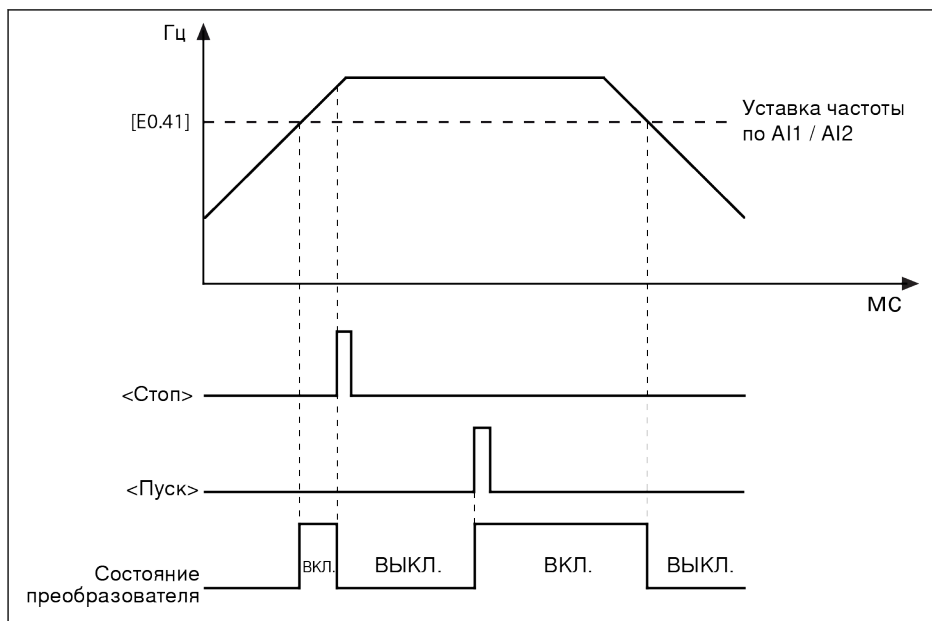 Гц
[E0.41]
Уставка частоты
по AI1 / AI2
МС
<Стоп>
<Пуск>
Состояние
преобразователя
ВКЛ.
ВЫКЛ.
ВКЛ.
ВЫКЛ.